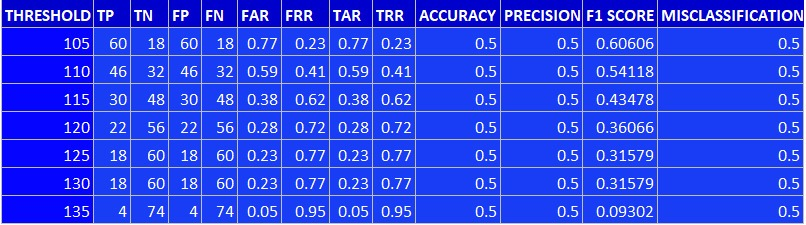 THRESHOLD TP TN FP FN FAR FRR TAR TRR ACCURACY PRECISION F1 SCORE MISCLASSIFICATION
105 60 18 60 18 0.77 0.23 0.77 0.23 0.5 0.5 0.60606 0.5
110 46 32 46 32 0.59 0.41 0.59 0.41 0.5 0.5 0.54118 0.5
115 30 48 30 48 0.38 0.62 0.38 0.62 0.5 0.5 0.43478 0.5
120 22 56 22 56 0.28 0.72 0.28 0.72 0.5 0.5 0.36066 0.5
125 18 60 18 60 0.23 0.77 0.23 0.77 0.5 0.5 0.31579 0.5
130 18 60 18 60 0.23 0.77 0.23 0.77 0.5 0.5 0.31579 0.5
135 4 74 4 74 0.05 0.95 0.05 0.95 0.5 0.5 0.09302 0.5